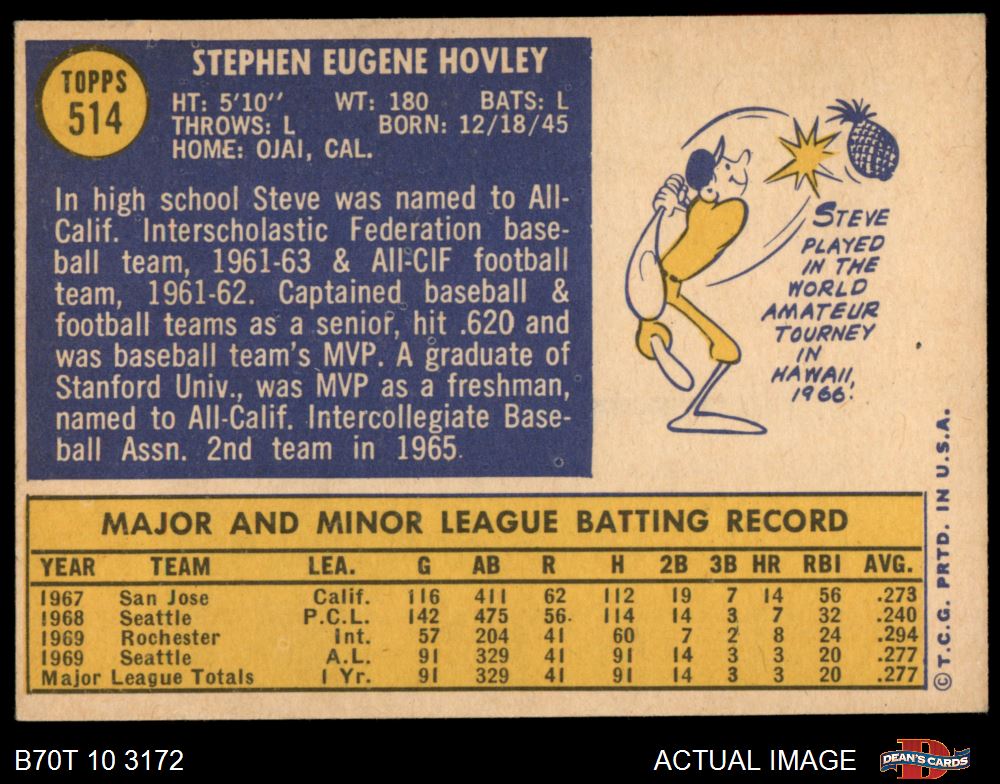 TOPPS
514
STEPHEN EUGENE HOVLEY
HT: 5'10" WT: 180 BATS: L
THROWS: L BORN: 12/18/45
HOME: OJAI, CAL.
In high school Steve was named to All-
Calif. Interscholastic Federation base-
ball team, 1961-63 & All-CIF football
team, 1961-62. Captained baseball &
football teams as a senior, hit .620 and
was baseball team's MVP. A graduate of
Stanford Univ., was MVP as a freshman,
named to All-Calif. Intercollegiate Base-
ball Assn. 2nd team in 1965.
STEVE
PLAYED
IN THE
WORLD
AMATEUR
TOURNEY
IN
HAWAII,
1966.
MAJOR AND MINOR LEAGUE BATTING RECORD
YEAR TEAM LEA. G AB R H 2B 3B HR RBI AVG.
1967 San Jose Calif. 116 411 62 112 19 7 14 56 .273
1968 Seattle P.C.L. 142 475 56 114 14 3 7 32 .240
1969 Rochester Int. 57 204 41 60 7 2 8 24 .294
1969 Seattle A.L. 91 329 41 91 14 3 3 20 .277
Major League Totals 1 Yr. 91 329 41 91 14 3 3 20 .277
©T.C.G. PRTD. IN U.S.A.
B70T 10 3172 ACTUAL IMAGE
DEAN'S CARDS